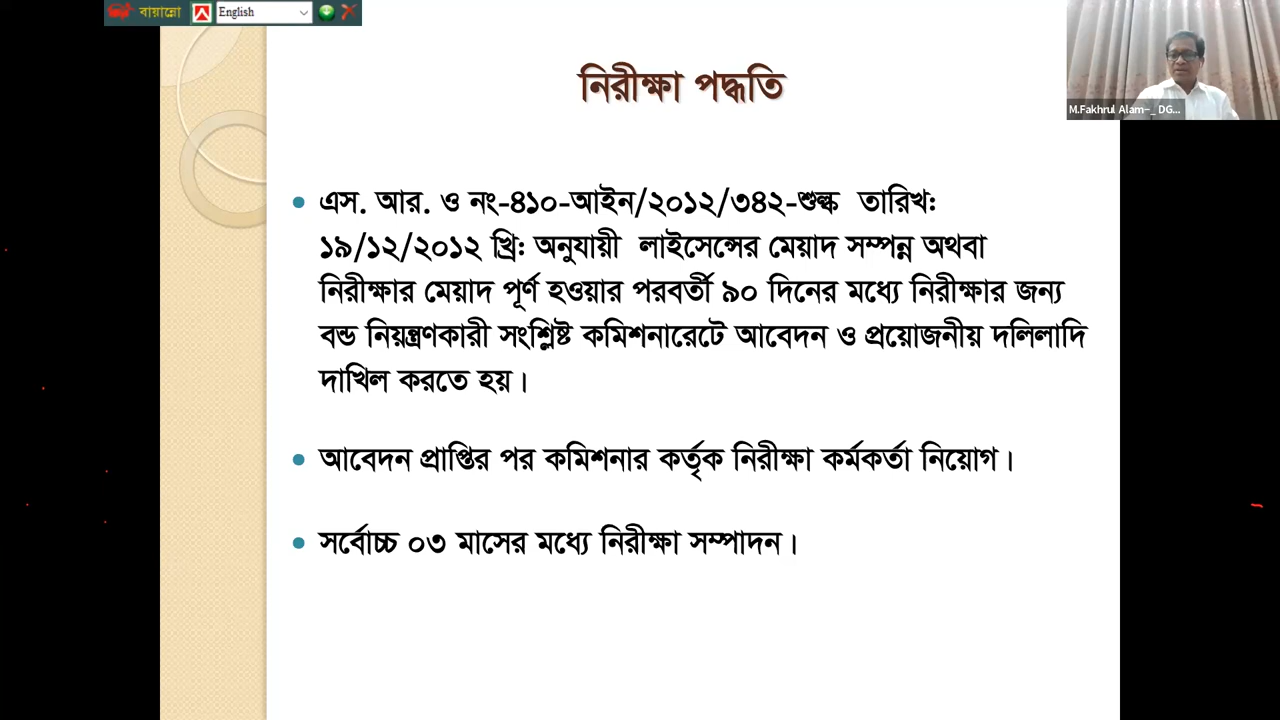 বায়ান্নো
English
M.Fakhrul Alam-_ DG...
নিরীক্ষা পদ্ধতি
এস. আর. ও নং-৪১০-আইন/২০১২/৩৪২-শুল্ক তারিখ:
১৯/১২/২০১২ খ্রি: অনুযায়ী লাইসেন্সের মেয়াদ সম্পন্ন অথবা
নিরীক্ষার মেয়াদ পূর্ণ হওয়ার পরবর্তী ৯০ দিনের মধ্যে নিরীক্ষার জন্য
বন্ড নিয়ন্ত্রণকারী সংশ্লিষ্ট কমিশনারেটে আবেদন ও প্রয়োজনীয় দলিলাদি
দাখিল করতে হয়।
আবেদন প্রাপ্তির পর কমিশনার কর্তৃক নিরীক্ষা কর্মকর্তা নিয়োগ।
সর্বোচ্চ ০৩ মাসের মধ্যে নিরীক্ষা সম্পাদন।